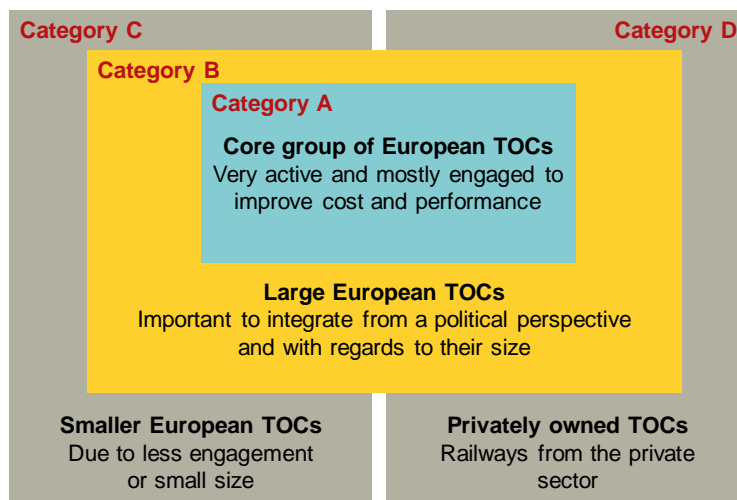 Category C
Category D
Category B
Category A
Core group of European TOCs
Very active and mostly engaged to
improve cost and performance
Large European TOCs
Important to integrate from a political perspective
and with regards to their size
Smaller European TOCs
Due to less engagement
or small size
Privately owned TOCs
Railways from the private
sector